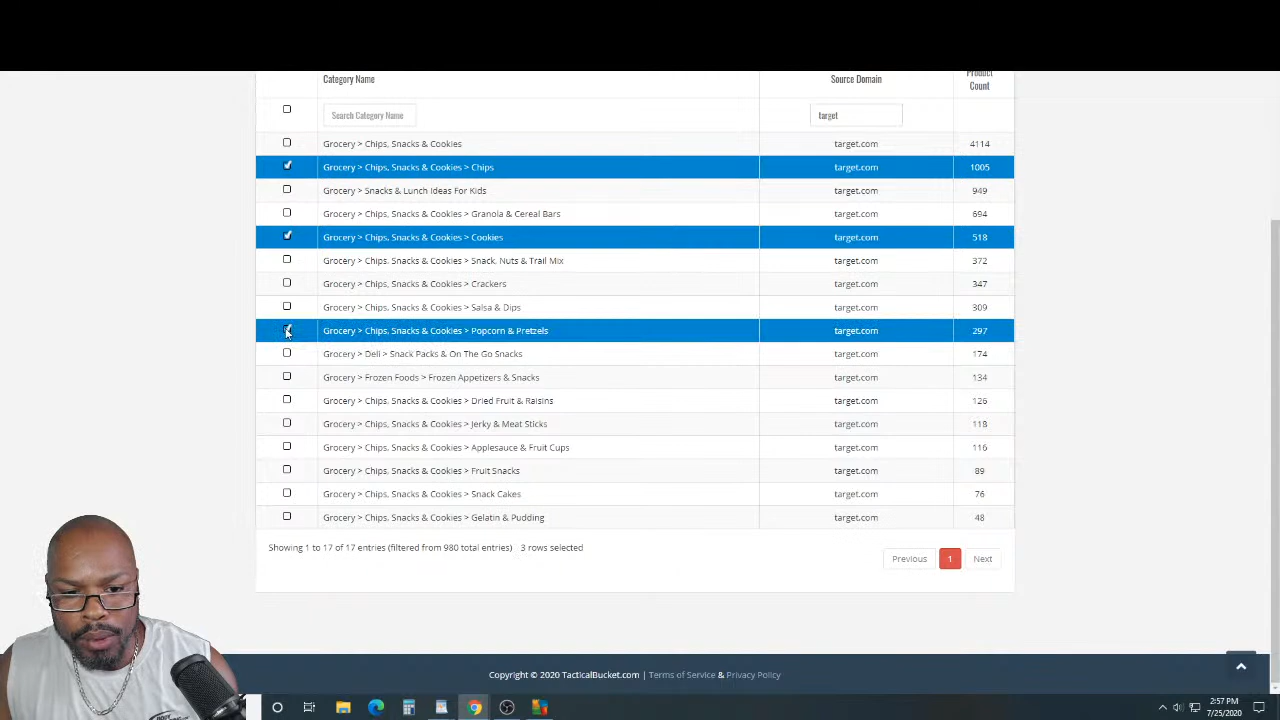 Product
Category Name Source Domain Count
Search Category Name target
Grocery > Chips, Snacks & Cookies target.com 4114
Grocery > Chips, Snacks & Cookies > Chips target.com 1005
Grocery > Snacks & Lunch Ideas For Kids target.com 949
Grocery > Chips, Snacks & Cookies > Granola & Cereal Bars target.com 694
Grocery > Chips, Snacks & Cookies > Cookies target.com 518
Grocery > Chips, Snacks & Cookies > Snack, Nuts & Trail Mix target.com 372
Grocery > Chips, Snacks & Cookies > Crackers target.com 347
Grocery > Chips, Snacks & Cookies > Salsa & Dips target.com 309
Grocery > Chips, Snacks & Cookies > Popcorn & Pretzels target.com 297
Grocery > Deli > Snack Packs & On The Go Snacks target.com 174
Grocery > Frozen Foods > Frozen Appetizers & Snacks target.com 134
Grocery > Chips, Snacks & Cookies > Dried Fruit & Raisins target.com 126
Grocery > Chips, Snacks & Cookies > Jerky & Meat Sticks target.com 118
Grocery > Chips, Snacks & Cookies > Applesauce & Fruit Cups target.com 116
Grocery > Chips, Snacks & Cookies > Fruit Snacks target.com 89
Grocery > Chips, Snacks & Cookies > Snack Cakes target.com 76
Grocery > Chips, Snacks & Cookies > Gelatin & Pudding target.com 48
Showing 1 to 17 of 17 entries (filtered from 980 total entries) 3 rows selected
Previous 1 Next
Copyright © 2020 TacticalBucket.com | Terms of Service & Privacy Policy
2:57 PM
7/25/2020